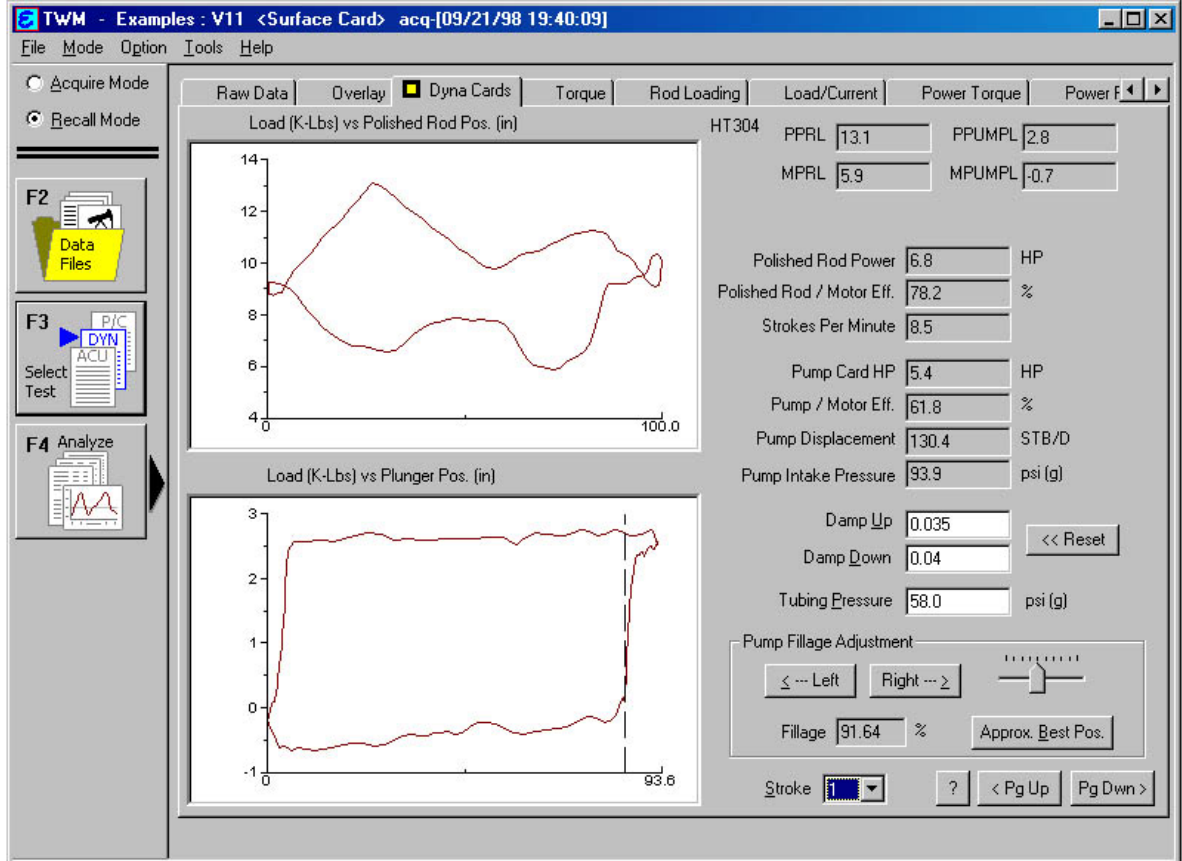 TWM - Examples : V11 <Surface Card> acq-[09/21/98 19:40:09]
File Mode Option Tools Help
Acquire Mode
Recall Mode
F2
Data
Files
F3
P/C
DYN
ACU
Select
Test
F4 Analyze
Raw Data Overlay Dyna Cards Torque Rod Loading Load/Current Power Torque Power
Load (K-Lbs) vs Polished Rod Pos. (in)
14
12
10
8
6
4
0 100.0
Load (K-Lbs) vs Plunger Pos. (in)
3
2
1
0
-1
0 93.6
HT304
PPRL 13.1 PPUMPL 2.8
MPRL 5.9 MPUMPL -0.7
Polished Rod Power 6.8 HP
Polished Rod / Motor Eff. 78.2 %
Strokes Per Minute 8.5
Pump Card HP 5.4 HP
Pump / Motor Eff. 61.8 %
Pump Displacement 130.4 STB/D
Pump Intake Pressure 93.9 psi (g)
Damp Up 0.035
<< Reset
Damp Down 0.04
Tubing Pressure 58.0 psi (g)
Pump Fillage Adjustment
< --- Left Right --- >
Fillage 91.64 % Approx. Best Pos.
Stroke 1 ? < Pg Up Pg Dwn >